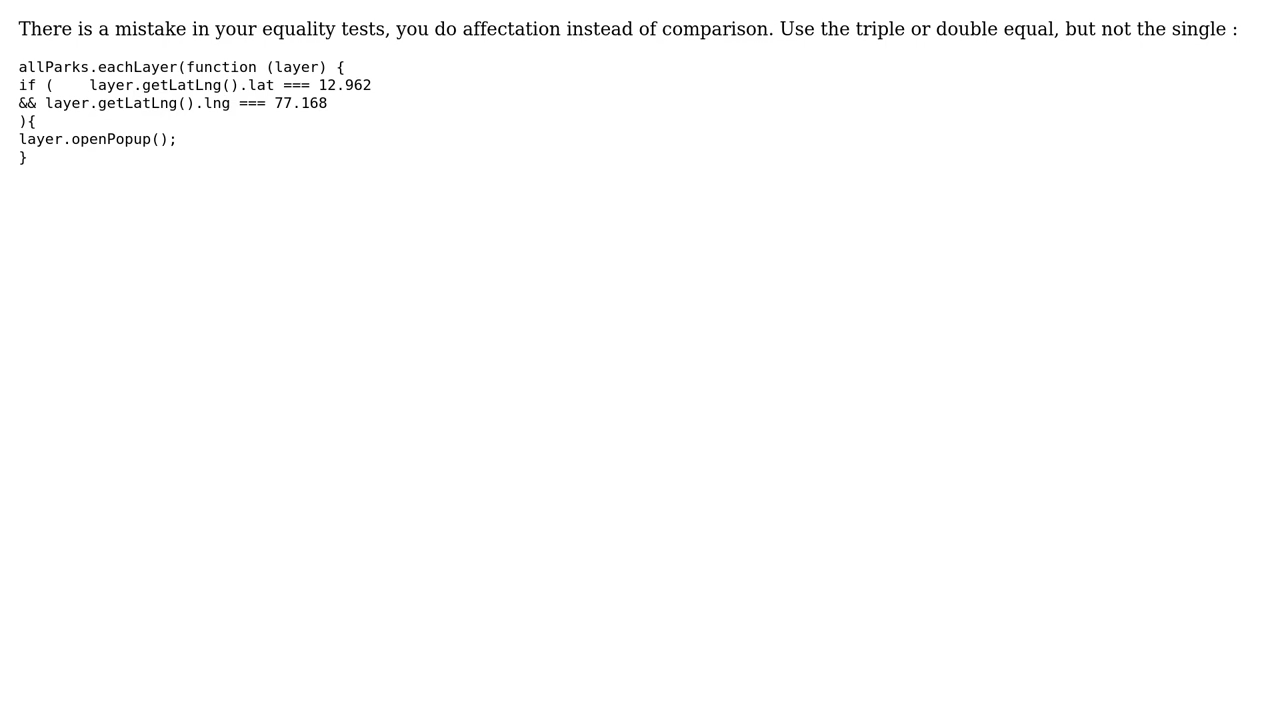 There is a mistake in your equality tests, you do affectation instead of comparison. Use the triple or double equal, but not the single :
allParks.eachLayer(function (layer) {
if (    layer.getLatLng().lat === 12.962
&& layer.getLatLng().lng === 77.168
){
layer.openPopup();
}